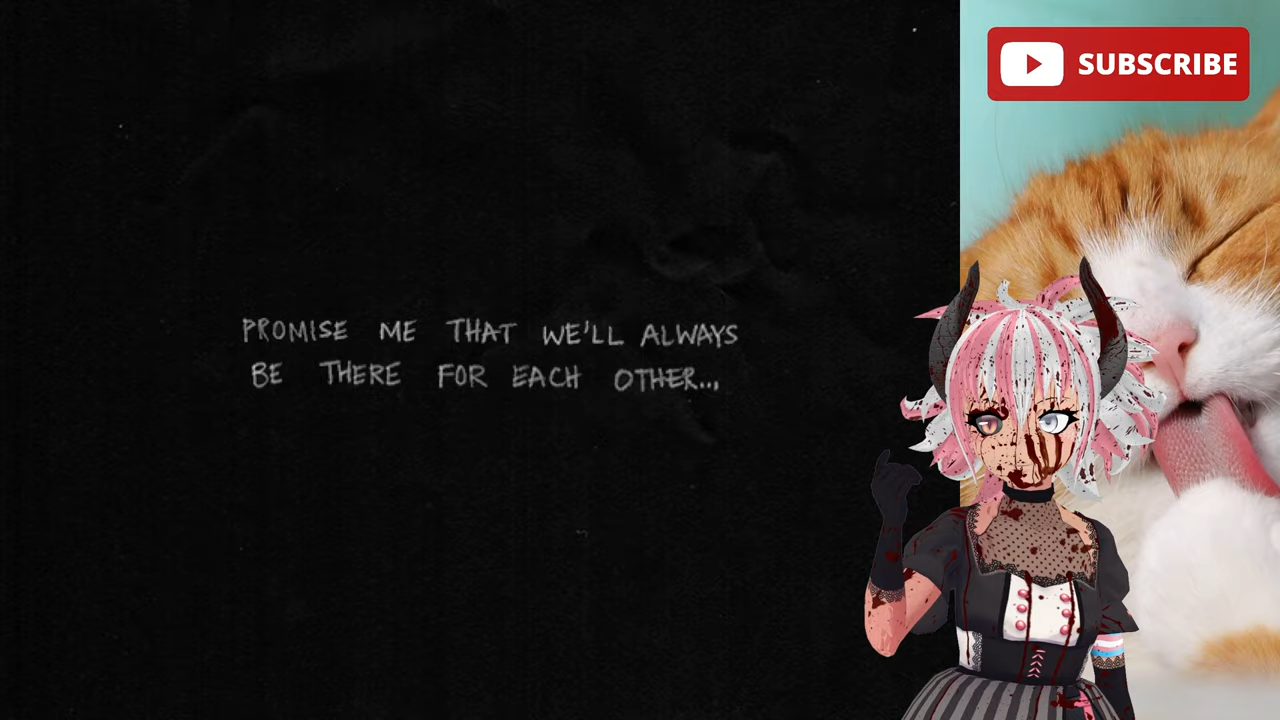 PROMISE ME THAT WE'LL ALWAYS
BE THERE FOR EACH OTHER...
SUBSCRIBE